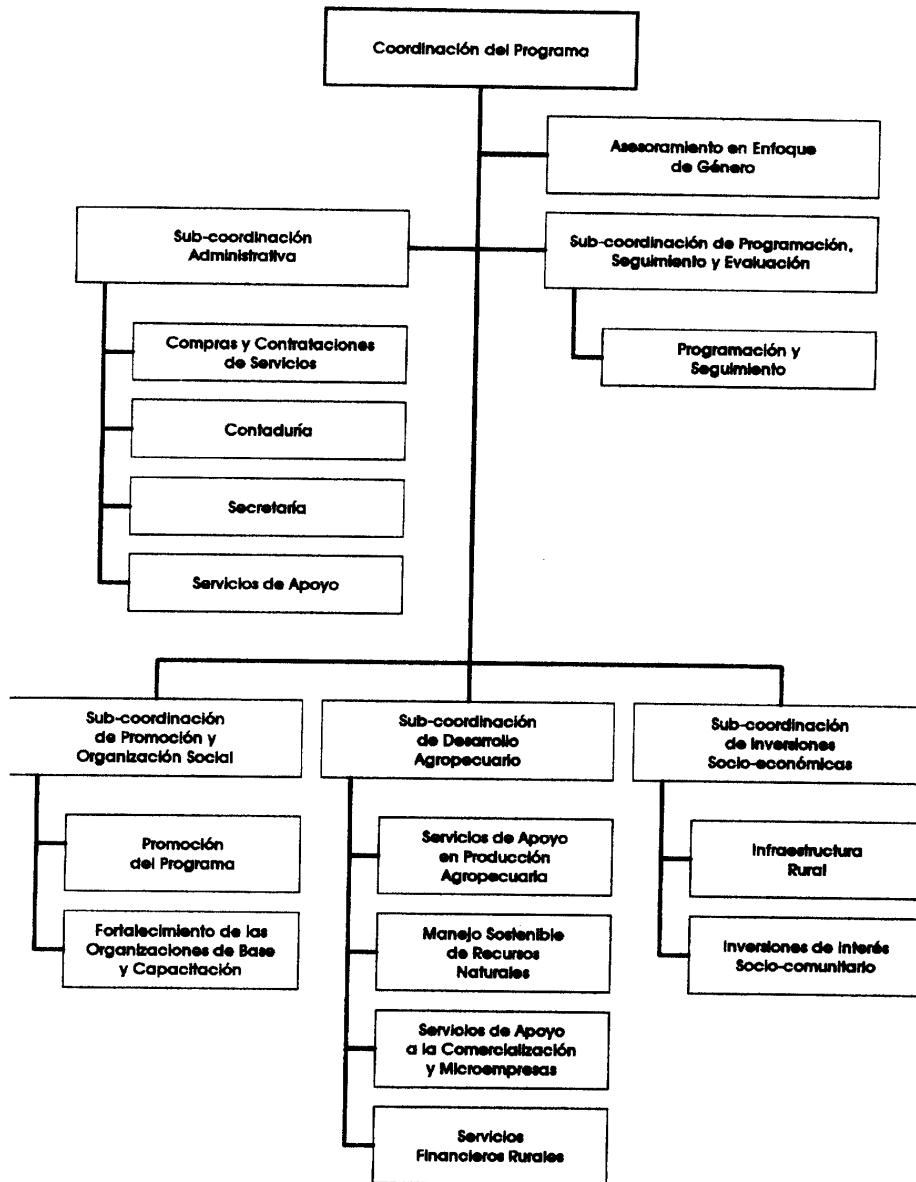 Coordinación del Programa
Asesoramiento en Enfoque
de Género
Sub-coordinación
Administrativa
Sub-coordinación de Programación,
Seguimiento y Evaluación
Compras y Contrataciones
de Servicios
Programación y
Seguimiento
Contaduría
Secretaría
Servicios de Apoyo
Sub-coordinación
de Promoción y
Organización Social
Sub-coordinación
de Desarrollo
Agropecuario
Sub-coordinación
de Inversiones
Socio-económicas
Promoción
del Programa
Fortalecimiento de las
Organizaciones de Base
y Capacitación
Servicios de Apoyo
en Producción
Agropecuaria
Manejo Sostenible
de Recursos
Naturales
Servicios de Apoyo
a la Comercialización
y Microempresas
Servicios
Financieros Rurales
Infraestructura
Rural
Inversiones de Interés
Socio-comunitario